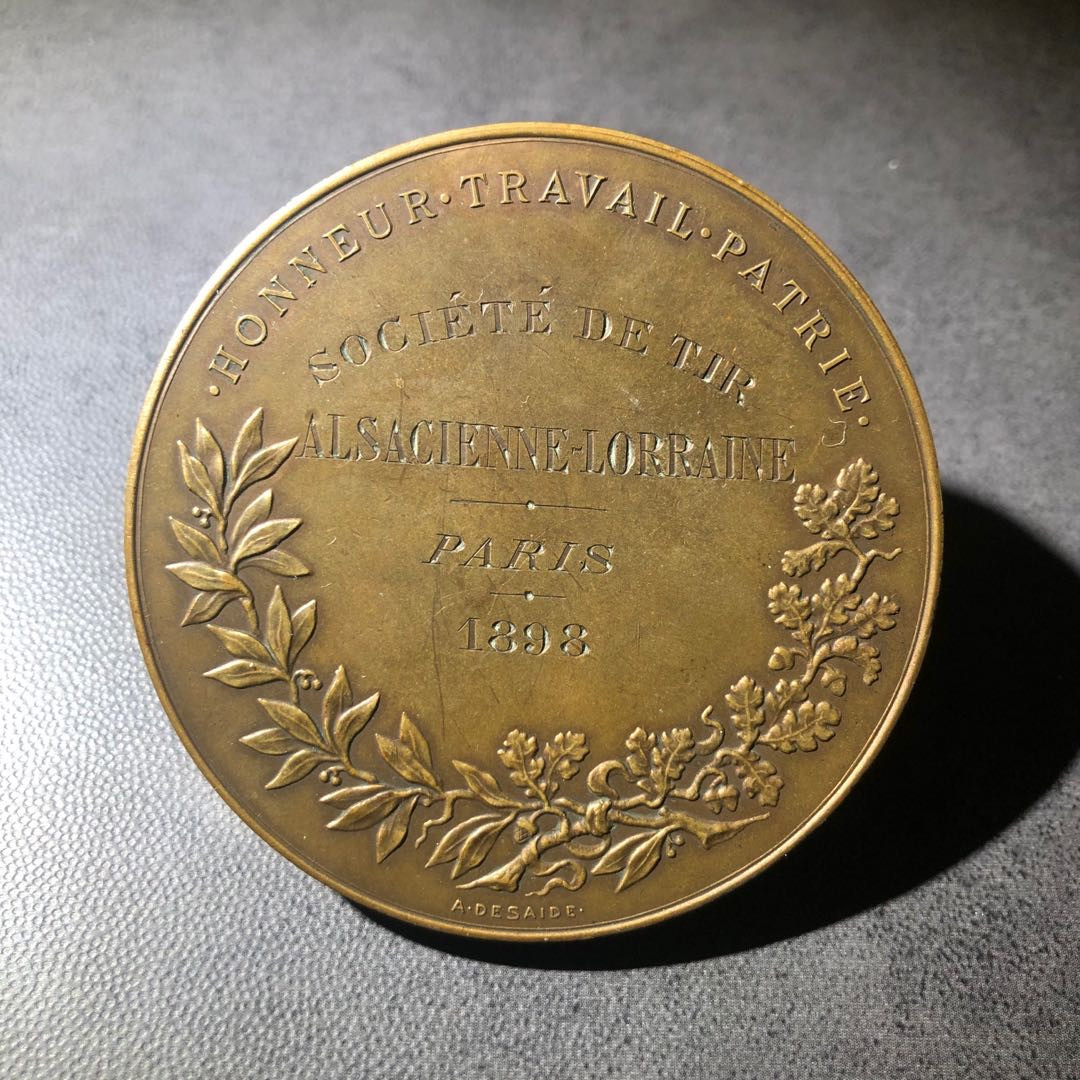 ·HONNEUR·TRAVAIL·PATRIE·
SOCIÉTÉ DE TIR
ALSACIENNE-LORRAINE
PARIS
1898
A·DESAIDE·